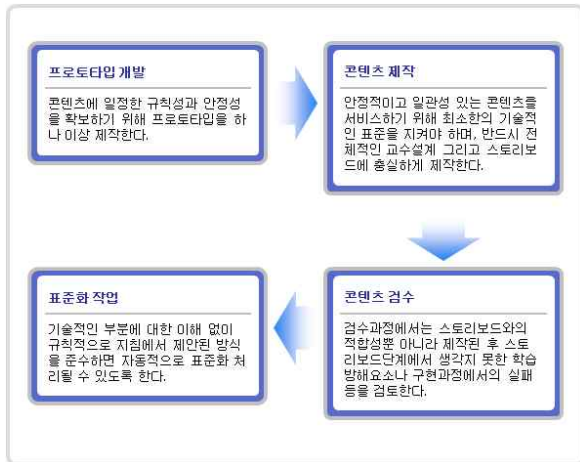 프로토타입 개발
콘텐츠에 일정한 규칙성과 안정성
을 확보하기 위해 프로토타입을 하
나 이상 제작한다.
콘텐츠 제작
안정적이고 일관성 있는 콘텐츠를
서비스하기 위해 최소한의 기술적
인 표준을 지켜야 하며, 반드시 전
체적인 교수설계 그리고 스토리보
드에 충실하게 제작한다.
콘텐츠 검수
검수과정에서는 스토리보드와의
적합성뿐 아니라 제작된 후 스토
리보드단계에서 생각지 못한 학습
방해요소나 구현과정에서의 실패
등을 검토한다.
표준화 작업
기술적인 부분에 대한 이해 없이
규칙적으로 지침에서 제안된 방식
을 준수하면 자동적으로 표준화 처
리될 수 있도록 한다.